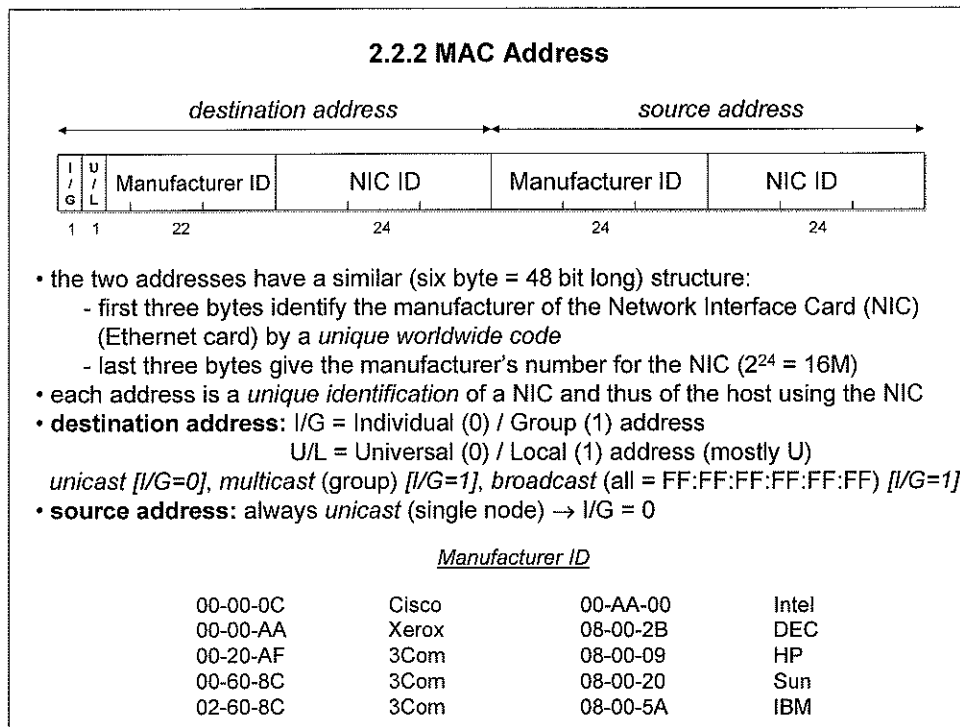 2.2.2 MAC Address
destination address source address
I/G U/L Manufacturer ID NIC ID Manufacturer ID NIC ID
1 1 22 24 24 24
• the two addresses have a similar (six byte = 48 bit long) structure:
- first three bytes identify the manufacturer of the Network Interface Card (NIC)
(Ethernet card) by a unique worldwide code
- last three bytes give the manufacturer's number for the NIC (2²⁴ = 16M)
• each address is a unique identification of a NIC and thus of the host using the NIC
• destination address: I/G = Individual (0) / Group (1) address
U/L = Universal (0) / Local (1) address (mostly U)
unicast [I/G=0], multicast (group) [I/G=1], broadcast (all = FF:FF:FF:FF:FF:FF) [I/G=1]
• source address: always unicast (single node) → I/G = 0
Manufacturer ID
00-00-0C Cisco 00-AA-00 Intel
00-00-AA Xerox 08-00-2B DEC
00-20-AF 3Com 08-00-09 HP
00-60-8C 3Com 08-00-20 Sun
02-60-8C 3Com 08-00-5A IBM